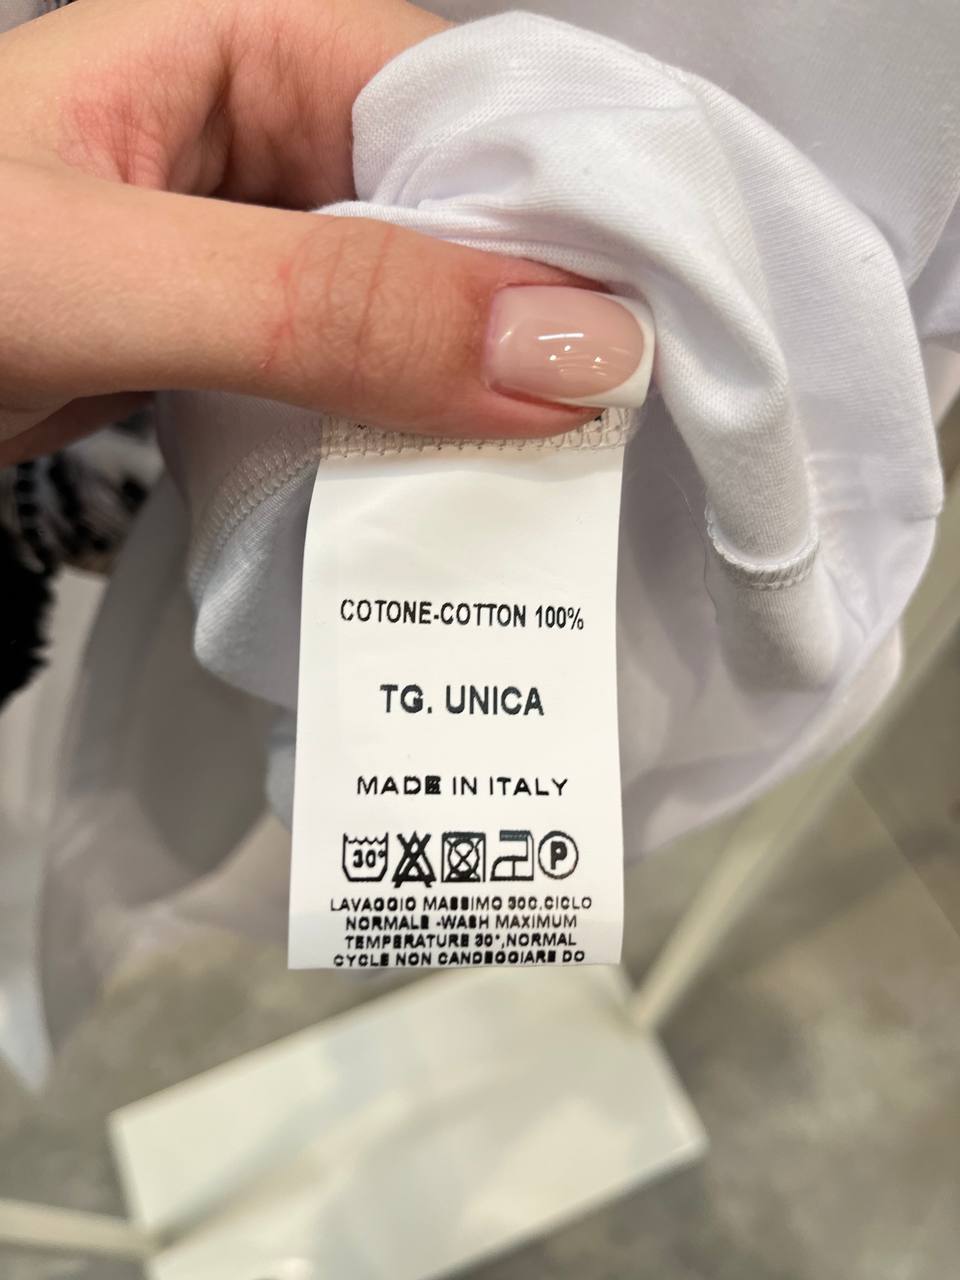 COTONE-COTTON 100%
TG. UNICA
MADE IN ITALY
30° P
LAVAGGIO MASSIMO 30C.CICLO
NORMALE -WASH MAXIMUM
TEMPERATURE 30°,NORMAL
CYCLE NON CANDEGGIARE DO